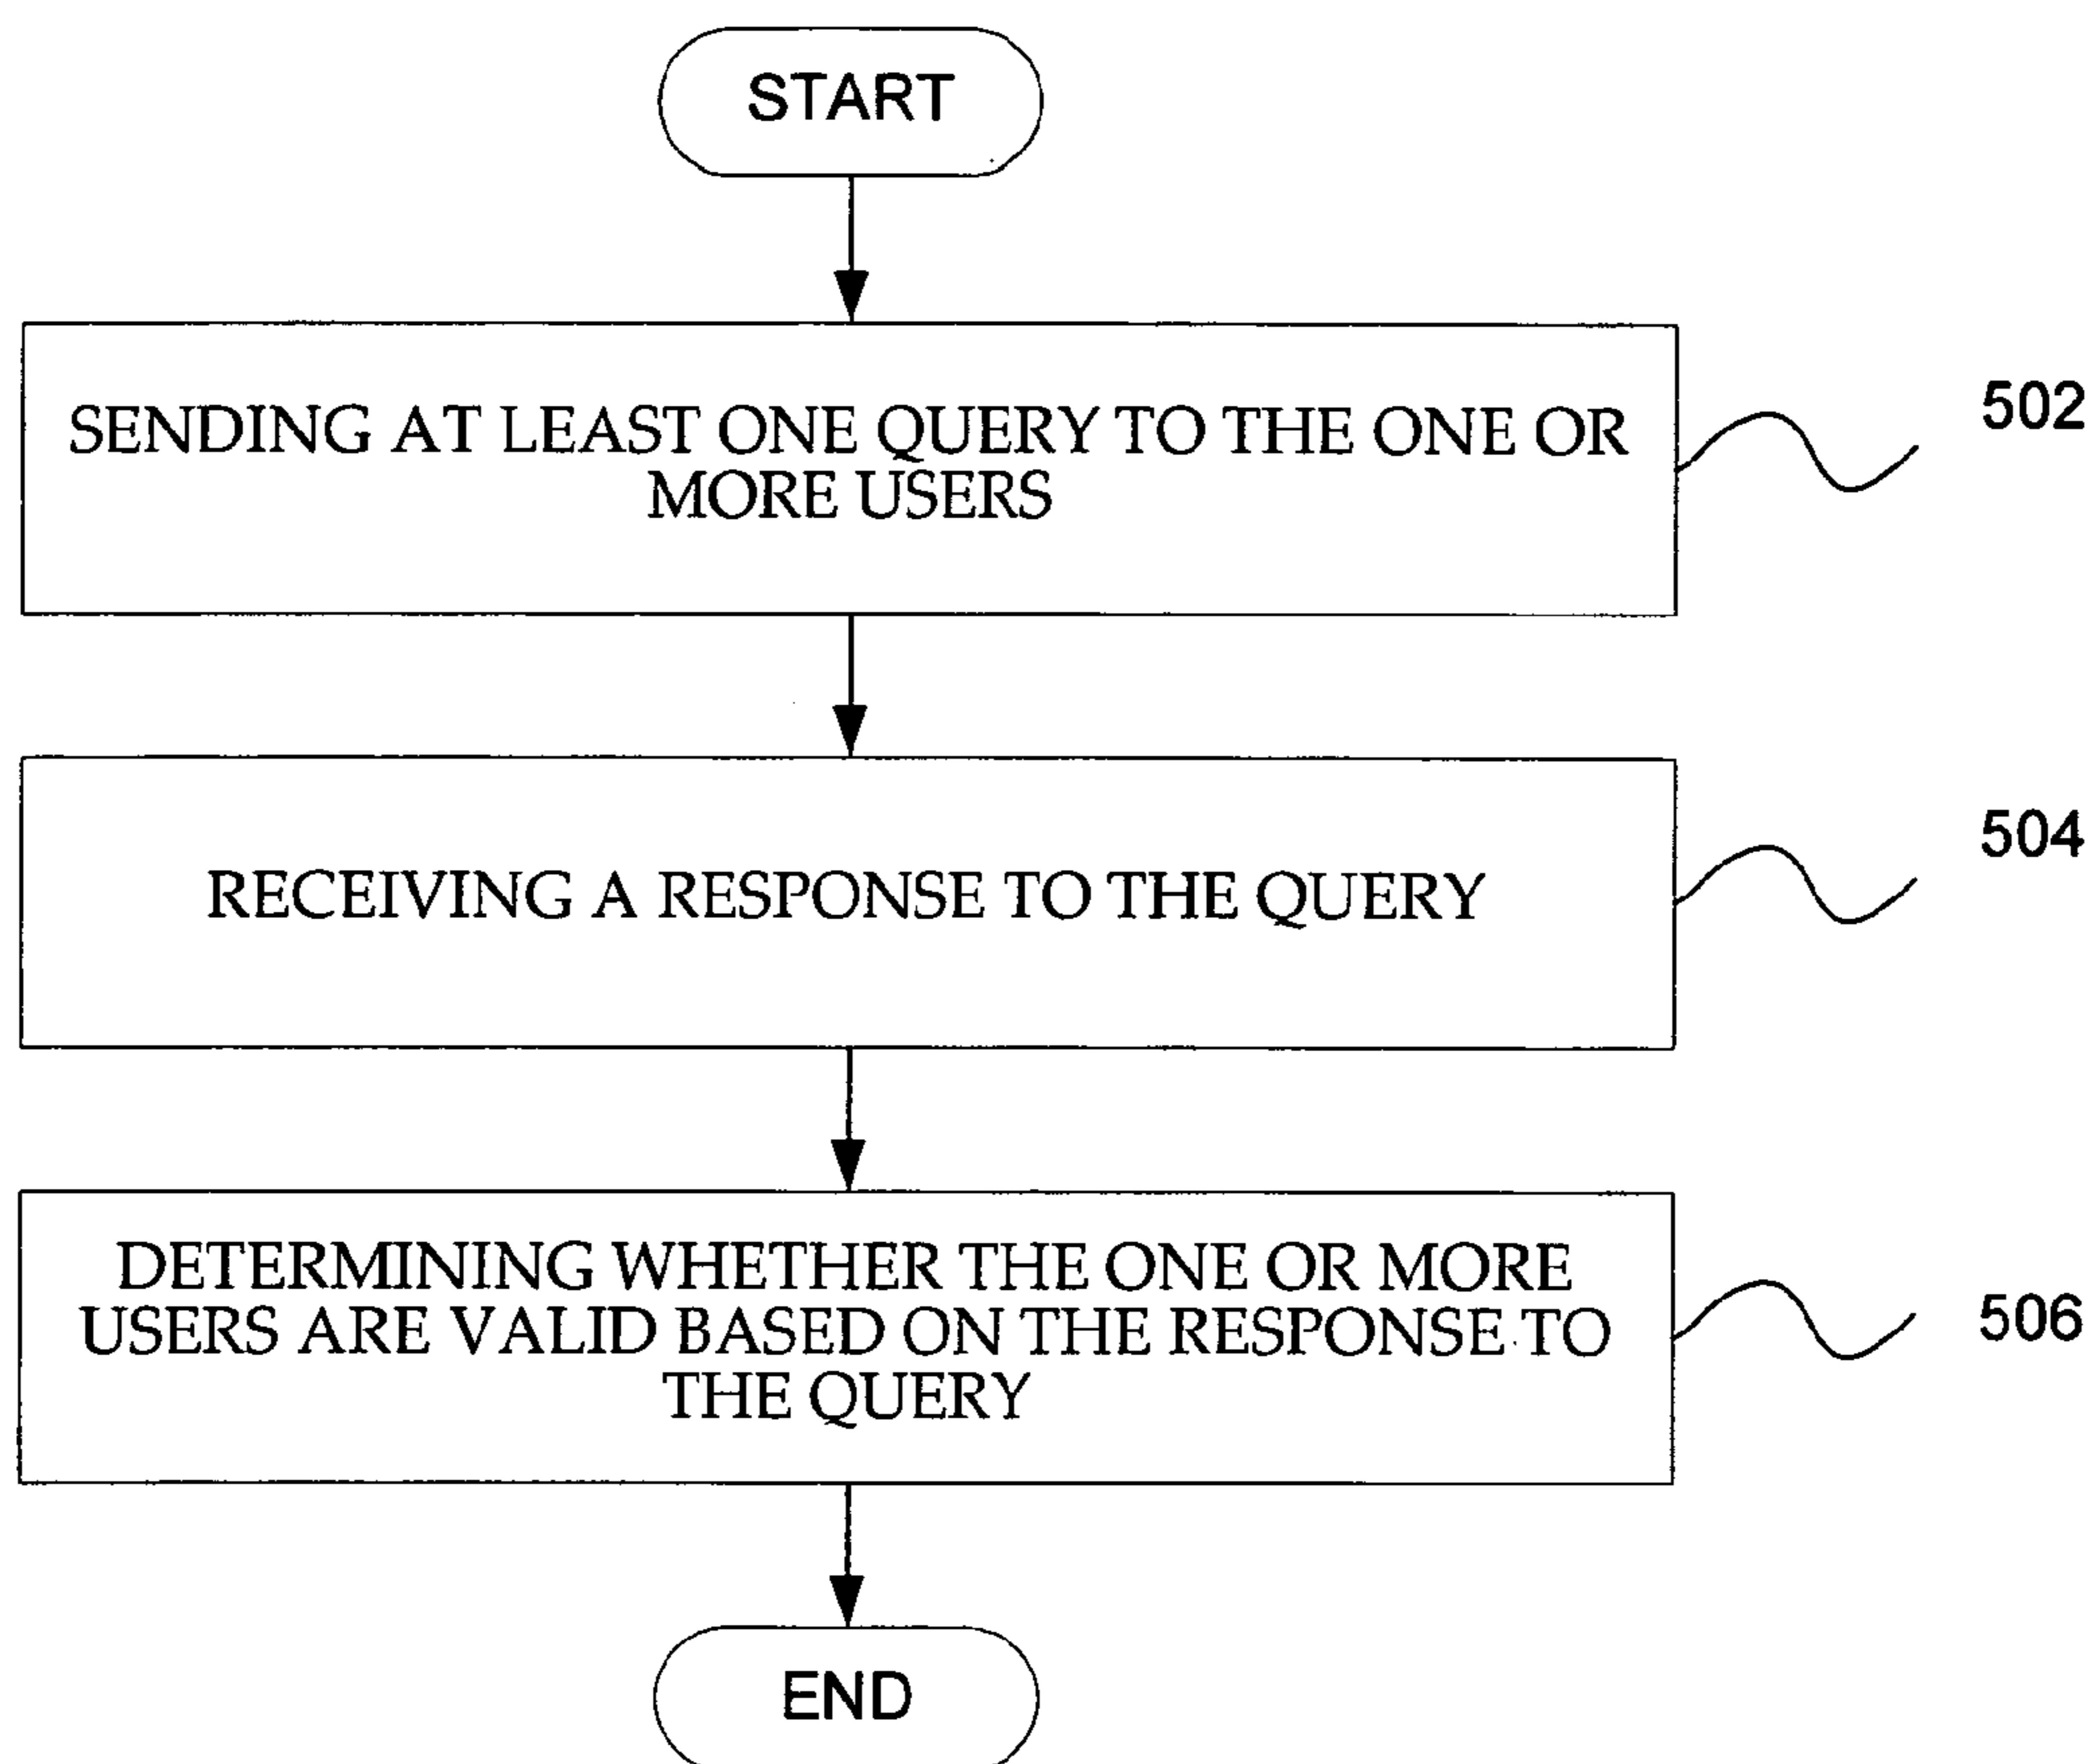 START
SENDING AT LEAST ONE QUERY TO THE ONE OR
MORE USERS
502
RECEIVING A RESPONSE TO THE QUERY
504
DETERMINING WHETHER THE ONE OR MORE
USERS ARE VALID BASED ON THE RESPONSE TO
THE QUERY
506
END